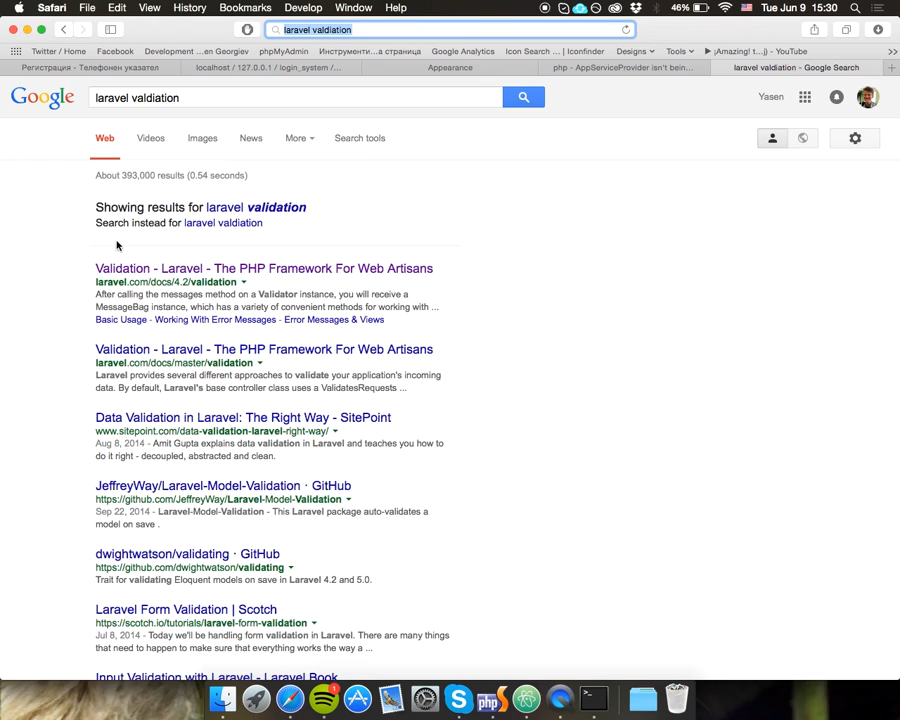 Safari File Edit View History Bookmarks Develop Window Help 46% Tue Jun 9 15:30
laravel valdiation
Twitter / Home Facebook Development ...en Georgiev phpMyAdmin Инструменти...а страница Google Analytics Icon Search ... | Iconfinder Designs Tools ¡Amazing! t...;) - YouTube
Регистрация - Телефонен указател localhost / 127.0.0.1 / login_system /... Appearance php - AppServiceProvider isn't bein... laravel valdiation - Google Search
Google laravel valdiation Yasen
Web Videos Images News More Search tools
About 393,000 results (0.54 seconds)
Showing results for laravel validation
Search instead for laravel valdiation
Validation - Laravel - The PHP Framework For Web Artisans
laravel.com/docs/4.2/validation
After calling the messages method on a Validator instance, you will receive a
MessageBag instance, which has a variety of convenient methods for working with ...
Basic Usage - Working With Error Messages - Error Messages & Views
Validation - Laravel - The PHP Framework For Web Artisans
laravel.com/docs/master/validation
Laravel provides several different approaches to validate your application's incoming
data. By default, Laravel's base controller class uses a ValidatesRequests ...
Data Validation in Laravel: The Right Way - SitePoint
www.sitepoint.com/data-validation-laravel-right-way/
Aug 8, 2014 - Amit Gupta explains data validation in Laravel and teaches you how to
do it right - decoupled, abstracted and clean.
JeffreyWay/Laravel-Model-Validation · GitHub
https://github.com/JeffreyWay/Laravel-Model-Validation
Sep 22, 2014 - Laravel-Model-Validation - This Laravel package auto-validates a
model on save .
dwightwatson/validating · GitHub
https://github.com/dwightwatson/validating
Trait for validating Eloquent models on save in Laravel 4.2 and 5.0.
Laravel Form Validation | Scotch
https://scotch.io/tutorials/laravel-form-validation
Jul 8, 2014 - Today we'll be handling form validation in Laravel. There are many things
that need to happen to make sure that everything works the way a ...
Input Validation with Laravel - Laravel Book
1
php